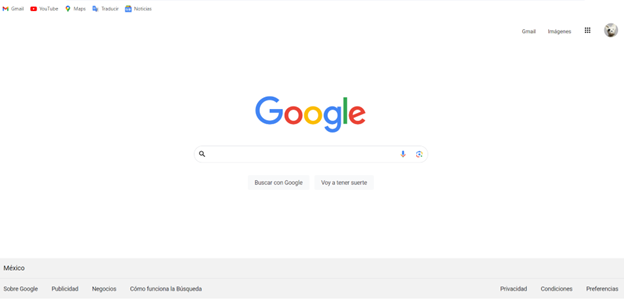 Gmail YouTube Maps Traducir Noticias
Gmail Imágenes
Google
Buscar con Google Voy a tener suerte
México
Sobre Google Publicidad Negocios Cómo funciona la Búsqueda Privacidad Condiciones Preferencias